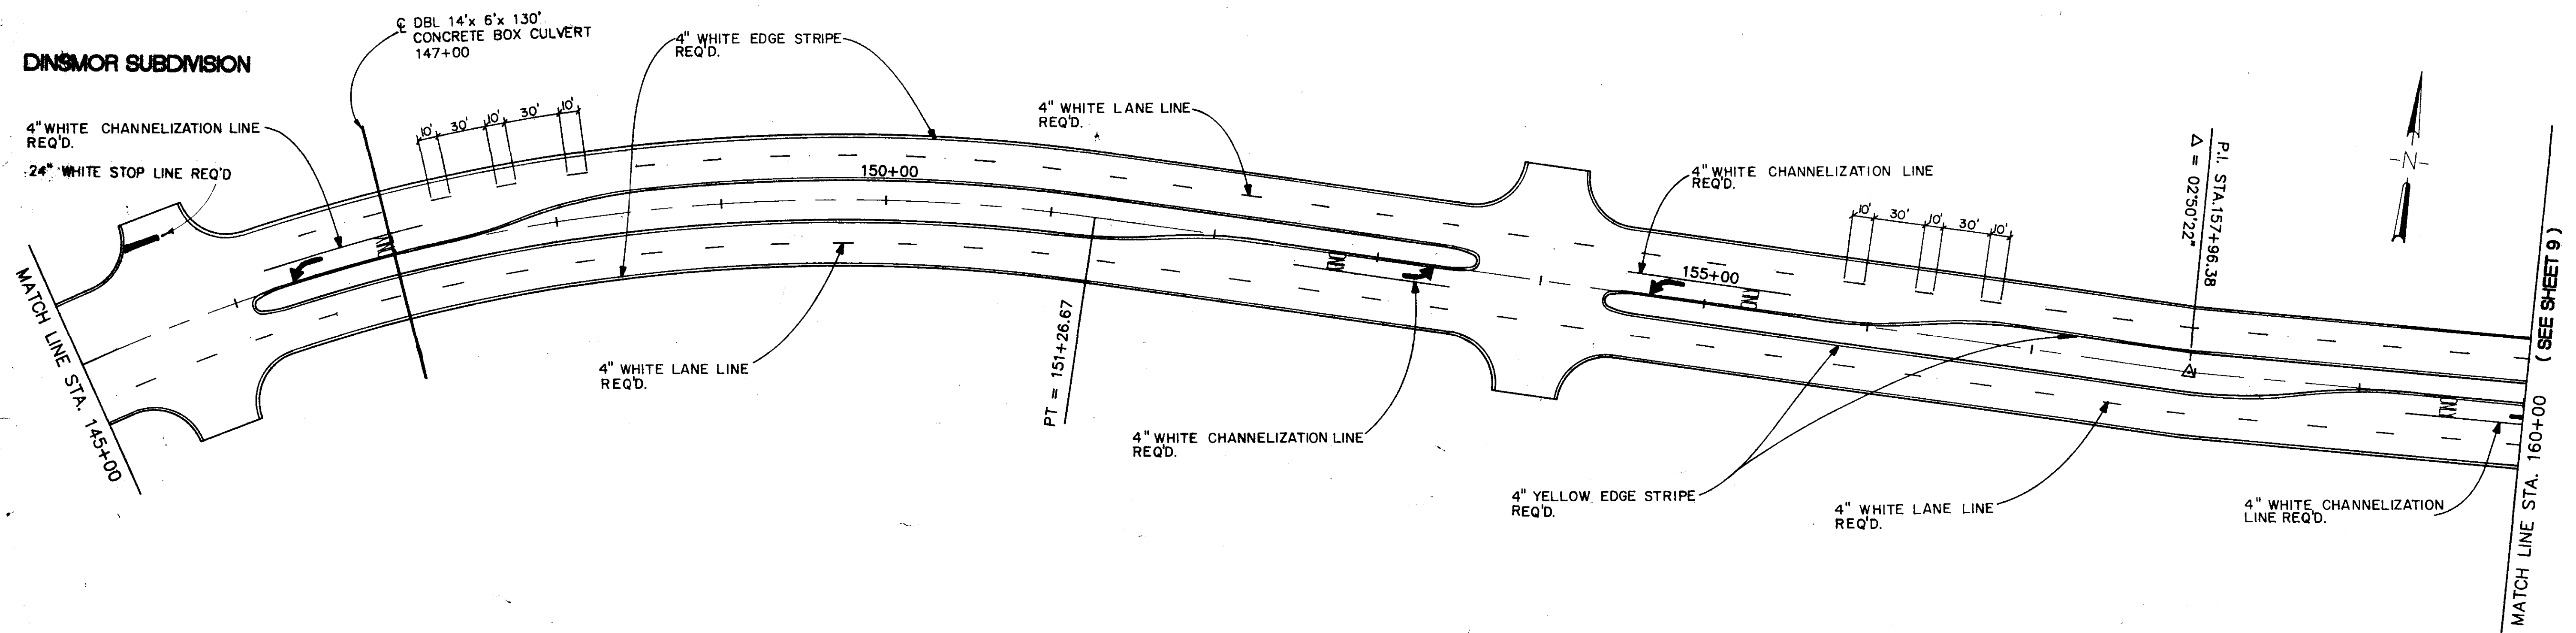 DINSMOR SUBDIVISION
℄ DBL 14'x 6'x 130'
CONCRETE BOX CULVERT
147+00
4" WHITE EDGE STRIPE
REQ'D.
4" WHITE CHANNELIZATION LINE
REQ'D.
24" WHITE STOP LINE REQ'D
10' 30' 10' 30' 10'
4" WHITE LANE LINE
REQ'D.
150+00
4" WHITE CHANNELIZATION LINE
REQ'D.
155+00
10' 30' 10' 30' 10'
P.I. STA.157+96.38
Δ = 02°50'22"
-N-
MATCH LINE STA. 145+00
ONLY
ONLY
ONLY
ONLY
4" WHITE LANE LINE
REQ'D.
PT = 151+26.67
4" WHITE CHANNELIZATION LINE
REQ'D.
4" YELLOW EDGE STRIPE
REQ'D.
4" WHITE LANE LINE
REQ'D.
4" WHITE CHANNELIZATION
LINE REQ'D.
MATCH LINE STA. 160+00 (SEE SHEET 9)